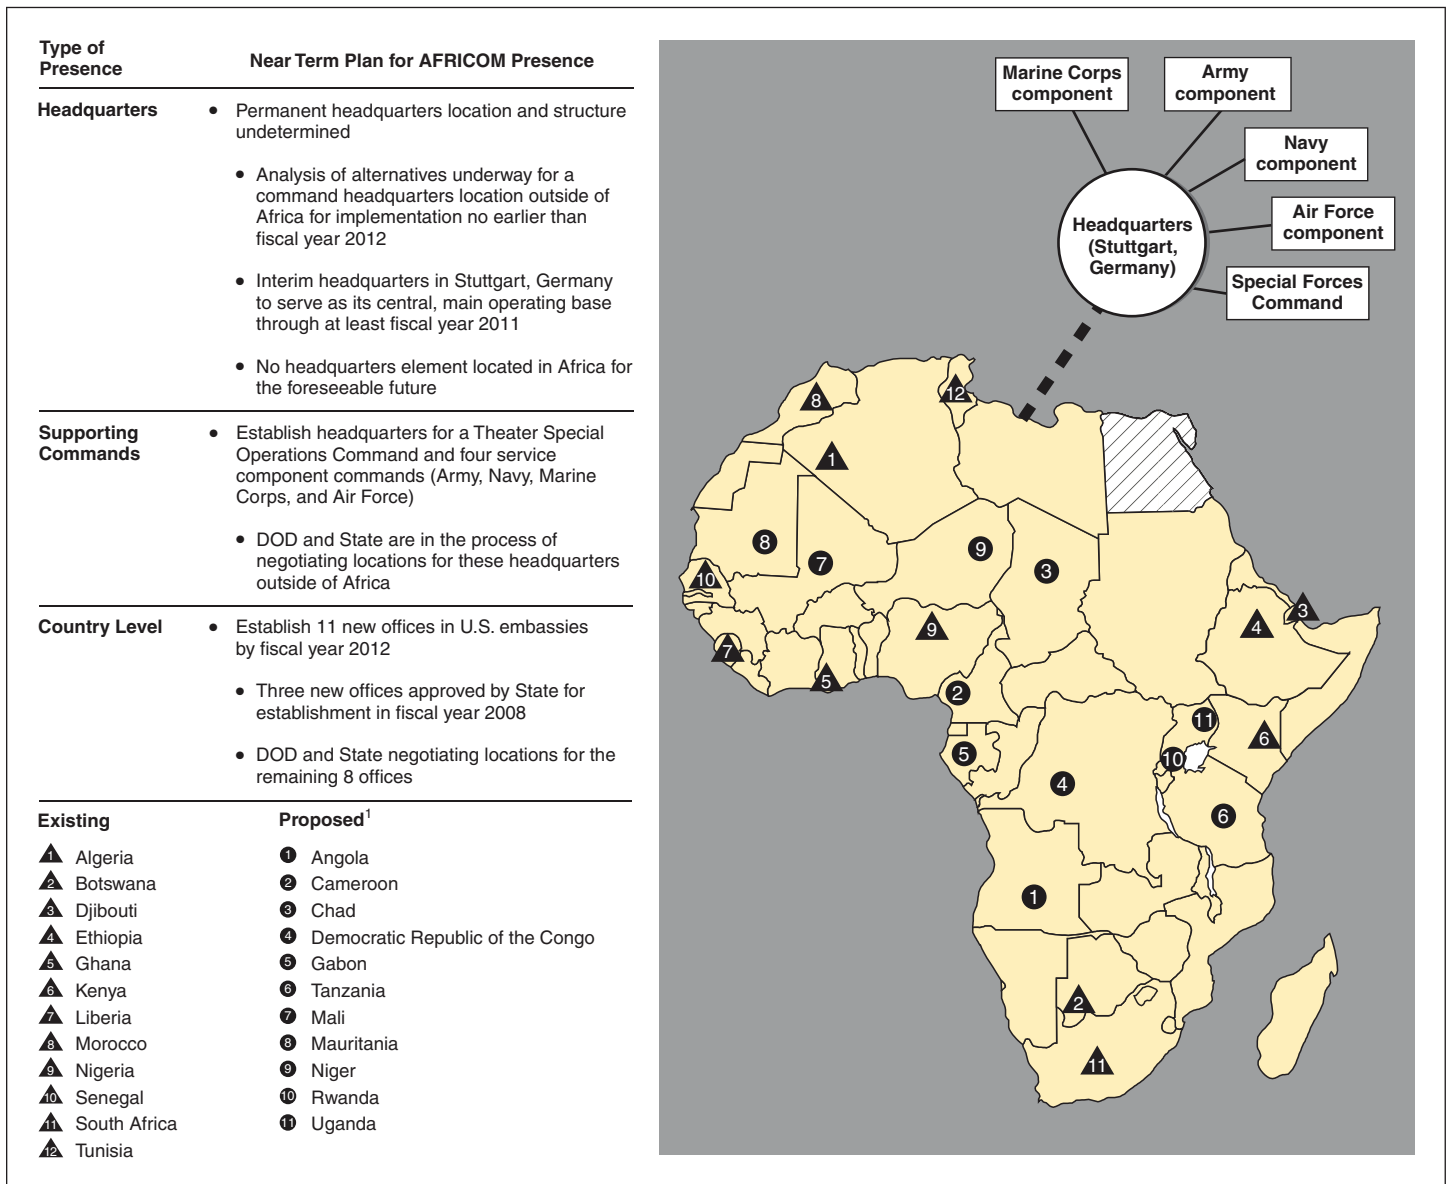 Type of
Presence
Near Term Plan for AFRICOM Presence
Headquarters
• Permanent headquarters location and structure
undetermined
• Analysis of alternatives underway for a
command headquarters location outside of
Africa for implementation no earlier than
fiscal year 2012
• Interim headquarters in Stuttgart, Germany
to serve as its central, main operating base
through at least fiscal year 2011
• No headquarters element located in Africa for
the foreseeable future
Supporting
Commands
• Establish headquarters for a Theater Special
Operations Command and four service
component commands (Army, Navy, Marine
Corps, and Air Force)
• DOD and State are in the process of
negotiating locations for these headquarters
outside of Africa
Country Level
• Establish 11 new offices in U.S. embassies
by fiscal year 2012
• Three new offices approved by State for
establishment in fiscal year 2008
• DOD and State negotiating locations for the
remaining 8 offices
Existing
1 Algeria
2 Botswana
3 Djibouti
4 Ethiopia
5 Ghana
6 Kenya
7 Liberia
8 Morocco
9 Nigeria
10 Senegal
11 South Africa
12 Tunisia
Proposed¹
1 Angola
2 Cameroon
3 Chad
4 Democratic Republic of the Congo
5 Gabon
6 Tanzania
7 Mali
8 Mauritania
9 Niger
10 Rwanda
11 Uganda
Marine Corps
component
Army
component
Navy
component
Air Force
component
Special Forces
Command
Headquarters
(Stuttgart,
Germany)
12
8
1
8
7
9
3
10
3
4
9
7
5
2
11
6
5
10
4
6
1
2
11